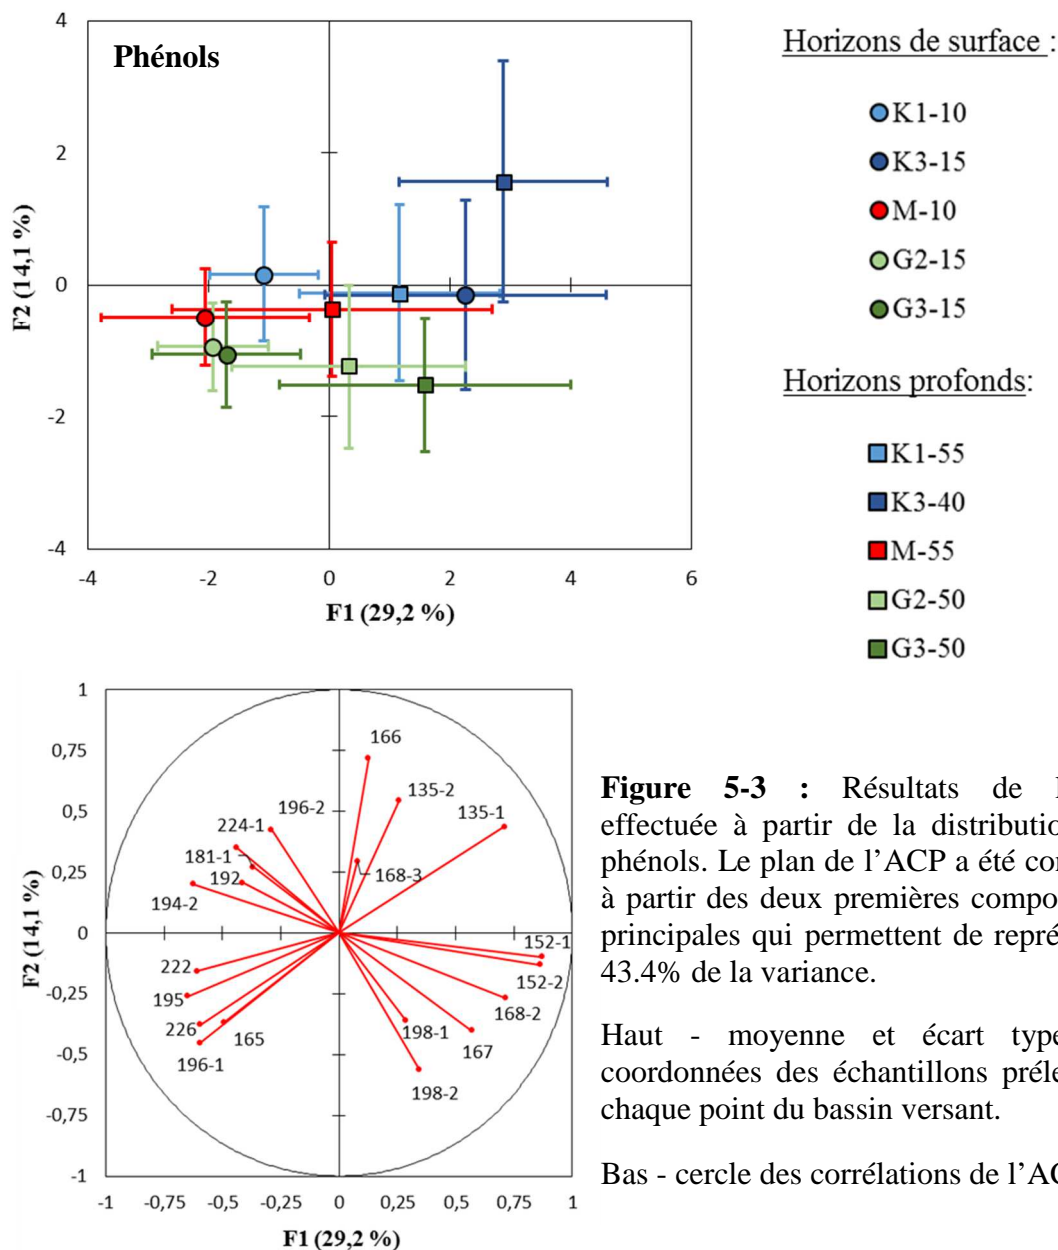 Phénols
4
2
0
-2
-4
F2 (14,1 %)
-4
-2
0
2
4
6
F1 (29,2 %)
Horizons de surface :
K1-10
K3-15
M-10
G2-15
G3-15
Horizons profonds:
K1-55
K3-40
M-55
G2-50
G3-50
1
0,75
0,5
0,25
0
-0,25
-0,5
-0,75
-1
F2 (14,1 %)
166
135-2
135-1
196-2
224-1
181-1
192
168-3
194-2
152-1
152-2
222
195
168-2
226
165
198-1
167
196-1
198-2
-1
-0,75
-0,5
-0,25
0
0,25
0,5
0,75
1
F1 (29,2 %)
Figure 5-3 : Résultats de
effectuée à partir de la
phénols. Le plan de l’ACP a été
à partir des deux premières
principales qui permettent de
43.4% de la variance.
Haut - moyenne et écart type
coordonnées des échantillons
chaque point du bassin versant.
Bas - cercle des corrélations de